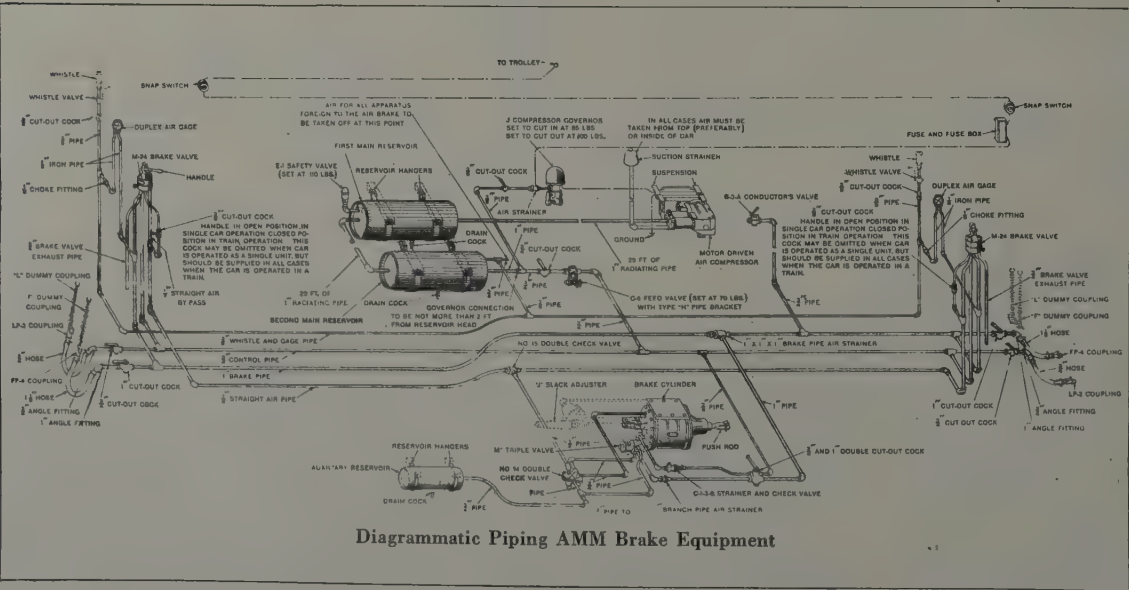 TO TROLLEY
WHISTLE
SNAP SWITCH
WHISTLE VALVE
CUT-OUT COCK
PIPE
DUPLEX AIR GAGE
IRON PIPE
M-24 BRAKE VALVE
HANDLE
CHOKE FITTING
CUT-OUT COCK
HANDLE IN OPEN POSITION IN
SINGLE CAR OPERATION CLOSED PO-
SITION IN TRAIN OPERATION. THIS
COCK MAY BE OMITTED WHEN CAR
IS OPERATED AS A SINGLE UNIT, BUT
SHOULD BE SUPPLIED IN ALL CASES
WHEN THE CAR IS OPERATED IN A
TRAIN.
BRAKE VALVE
EXHAUST PIPE
"L" DUMMY COUPLING
STRAIGHT AIR
BY PASS
DUMMY
COUPLING
LP-2 COUPLING
HOSE
FP-4 COUPLING
HOSE
ANGLE FITTING
1" ANGLE FITTING
CUT-OUT COCK
1" CUT-OUT COCK
AIR FOR ALL APPARATUS
FOREIGN TO THE AIR BRAKE TO
BE TAKEN OFF AT THIS POINT
FIRST MAIN RESERVOIR
E-1 SAFETY VALVE
(SET AT 110 LBS.)
RESERVOIR HANGERS
DRAIN
COCK
25 FT. OF
1" RADIATING PIPE
DRAIN COCK
SECOND MAIN RESERVOIR
GOVERNOR CONNECTION
TO BE NOT MORE THAN 2 FT
FROM RESERVOIR HEAD
J COMPRESSOR GOVERNOR
SET TO CUT IN AT 85 LBS
SET TO CUT OUT AT 100 LBS.
IN ALL CASES AIR MUST BE
TAKEN FROM TOP (PREFERABLY)
OR INSIDE OF CAR
SUCTION STRAINER
CUT-OUT COCK
SUSPENSION
PIPE
AIR STRAINER
1" PIPE
GROUND
CUT-OUT COCK
PIPE
25 FT OF
1" RADIATING PIPE
MOTOR DRIVEN
AIR COMPRESSOR
PIPE
C-6 FEED VALVE (SET AT 70 LBS.)
WITH TYPE "N" PIPE BRACKET
PIPE
B-3-A CONDUCTOR'S VALVE
PIPE
SNAP SWITCH
FUSE AND FUSE BOX
WHISTLE
WHISTLE VALVE
CUT-OUT COCK
PIPE
DUPLEX AIR GAGE
IRON PIPE
CHOKE FITTING
CUT-OUT COCK
HANDLE IN OPEN POSITION IN
SINGLE CAR OPERATION CLOSED PO-
SITION IN TRAIN OPERATION. THIS
COCK MAY BE OMITTED WHEN CAR
IS OPERATED AS A SINGLE UNIT, BUT
SHOULD BE SUPPLIED IN ALL CASES
WHEN THE CAR IS OPERATED IN A
TRAIN.
M-24 BRAKE VALVE
BRAKE VALVE
EXHAUST PIPE
"L" DUMMY COUPLING
"F" DUMMY COUPLING
HOSE
FP-4 COUPLING
HOSE
LP-2 COUPLING
1" CUT-OUT COCK
CUT OUT COCK
ANGLE FITTING
1" ANGLE FITTING
WHISTLE AND GAGE PIPE
CONTROL PIPE
1" BRAKE PIPE
STRAIGHT AIR PIPE
NO 15 DOUBLE CHECK VALVE
BRAKE PIPE AIR STRAINER
"J" SLACK ADJUSTER
BRAKE CYLINDER
PIPE
1" PIPE
PUSH ROD
"M" TRIPLE VALVE
PIPE
RESERVOIR HANGERS
AUXILIARY RESERVOIR
DRAIN COCK
PIPE
NO 14 DOUBLE
CHECK VALVE
PIPE
PIPE
1" PIPE TO
BRANCH PIPE AIR STRAINER
STRAINER AND CHECK VALVE
AND 1" DOUBLE CUT-OUT COCK
Diagrammatic Piping AMM Brake Equipment